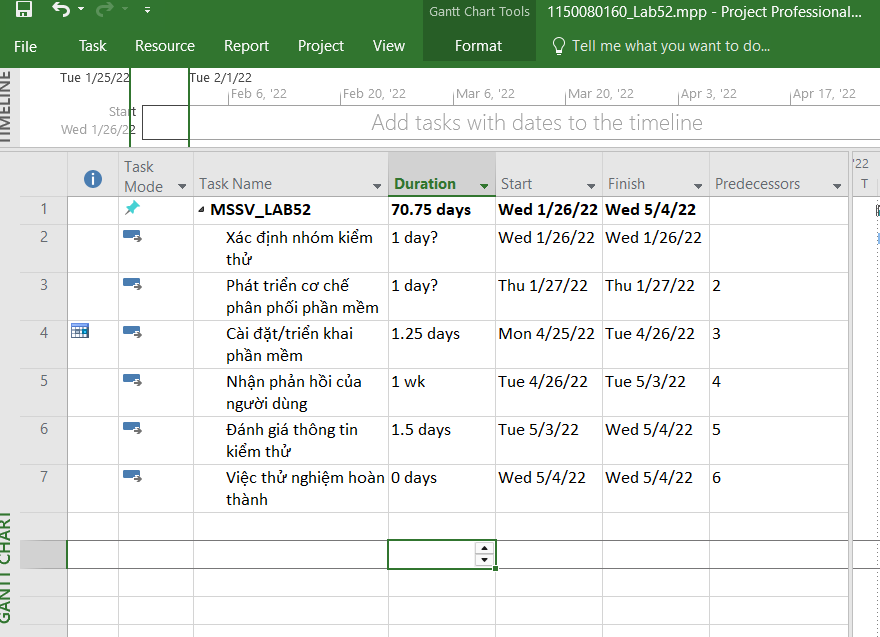 Gantt Chart Tools
1150080160_Lab52.mpp - Project Professional...
File Task Resource Report Project View Format Tell me what you want to do...
TIMELINE
Tue 1/25/22 Tue 2/1/22
Feb 6, '22 Feb 20, '22 Mar 6, '22 Mar 20, '22 Apr 3, '22 Apr 17, '22
Start
Wed 1/26/22
Add tasks with dates to the timeline
Task Mode Task Name Duration Start Finish Predecessors '22
T
1 MSSV_LAB52 70.75 days Wed 1/26/22 Wed 5/4/22
2 Xác định nhóm kiểm 1 day? Wed 1/26/22 Wed 1/26/22
thử
3 Phát triển cơ chế 1 day? Thu 1/27/22 Thu 1/27/22 2
phân phối phần mềm
4 Cài đặt/triển khai 1.25 days Mon 4/25/22 Tue 4/26/22 3
phần mềm
5 Nhận phản hồi của 1 wk Tue 4/26/22 Tue 5/3/22 4
người dùng
6 Đánh giá thông tin 1.5 days Tue 5/3/22 Wed 5/4/22 5
kiểm thử
7 Việc thử nghiệm hoàn 0 days Wed 5/4/22 Wed 5/4/22 6
thành
GANTT CHART